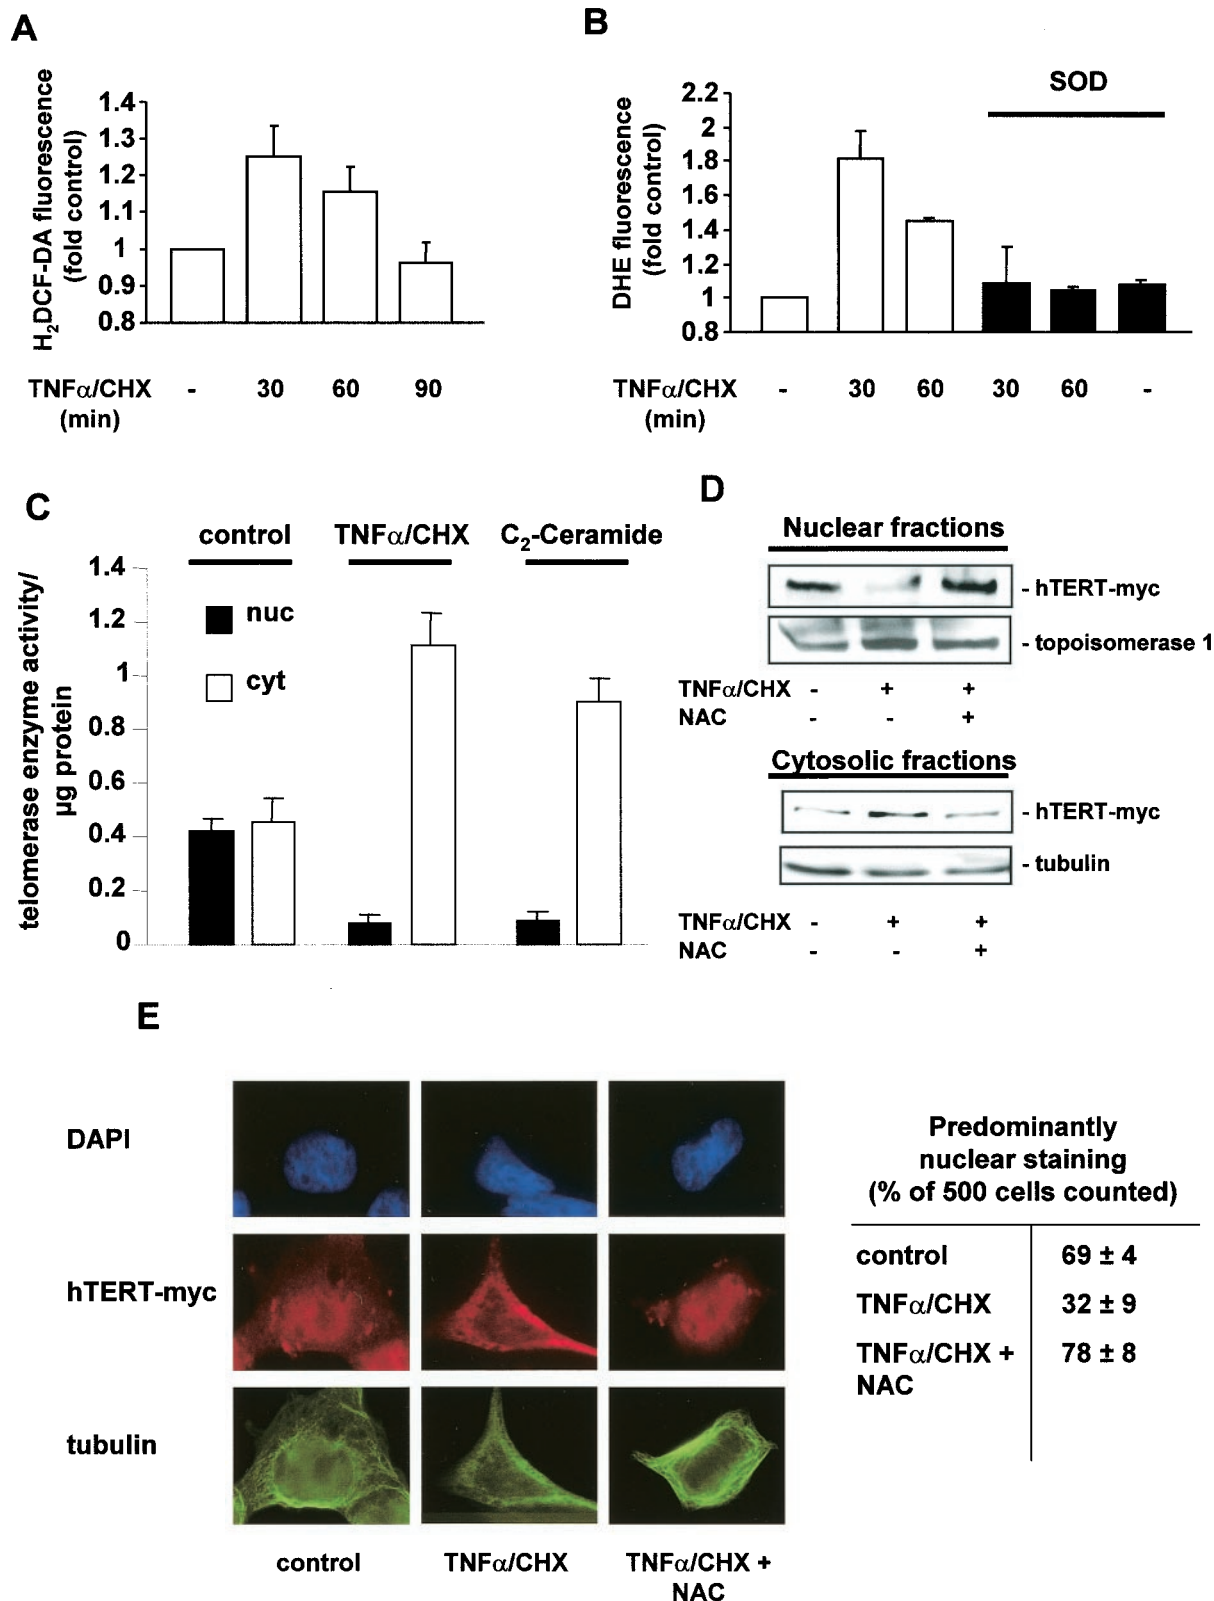 A
H2DCF-DA fluorescence
(fold control)
1.4
1.3
1.2
1.1
1
0.9
0.8
TNFα/CHX - 30 60 90
(min)
B
SOD
DHE fluorescence
(fold control)
2.2
2
1.8
1.6
1.4
1.2
1
0.8
TNFα/CHX - 30 60 30 60 -
(min)
C
control TNFα/CHX C2-Ceramide
telomerase enzyme activity/
µg protein
1.4
1.2
1
0.8
0.6
0.4
0.2
0
nuc
cyt
D
Nuclear fractions
- hTERT-myc
- topoisomerase 1
TNFα/CHX - + +
NAC - - +
Cytosolic fractions
- hTERT-myc
- tubulin
TNFα/CHX - + +
NAC - - +
E
DAPI
hTERT-myc
tubulin
control TNFα/CHX TNFα/CHX +
NAC
Predominantly
nuclear staining
(% of 500 cells counted)
control 69 ± 4
TNFα/CHX 32 ± 9
TNFα/CHX + 78 ± 8
NAC